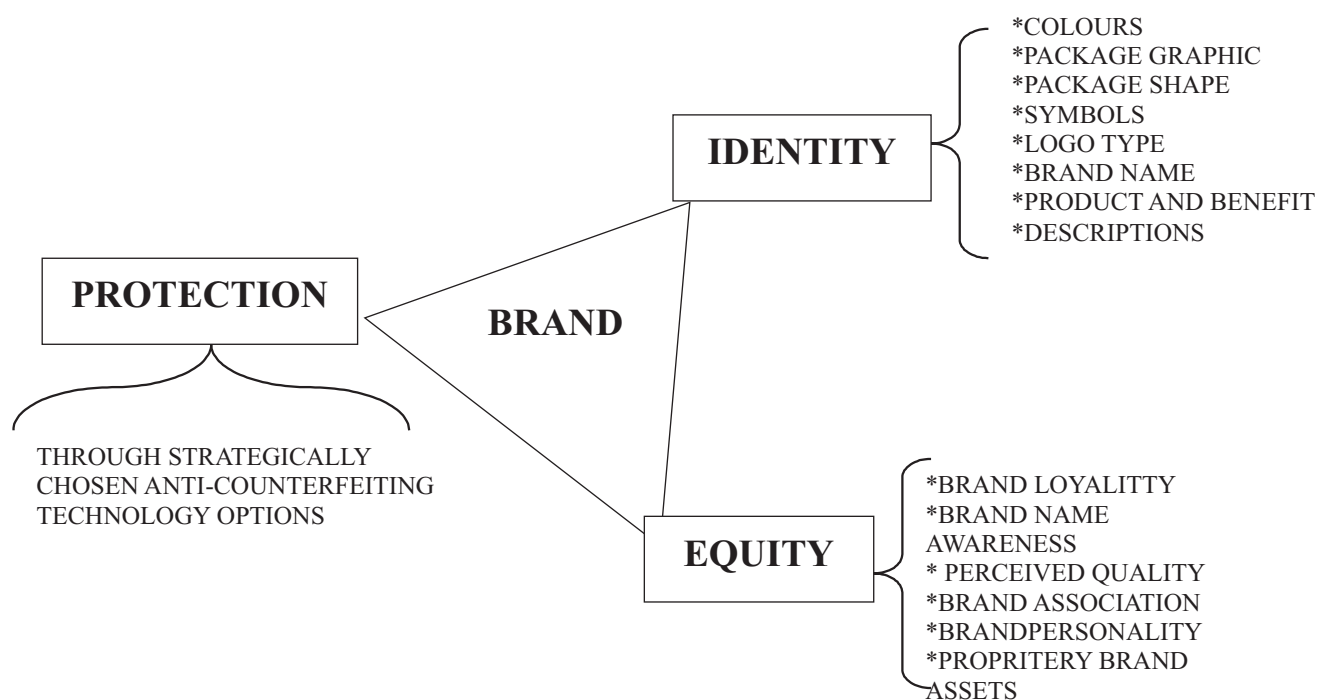 *COLOURS
*PACKAGE GRAPHIC
*PACKAGE SHAPE
*SYMBOLS
*LOGO TYPE
*BRAND NAME
*PRODUCT AND BENEFIT
*DESCRIPTIONS
IDENTITY
PROTECTION
BRAND
THROUGH STRATEGICALLY
CHOSEN ANTI-COUNTERFEITING
TECHNOLOGY OPTIONS
EQUITY
*BRAND LOYALITTY
*BRAND NAME
AWARENESS
* PERCEIVED QUALITY
*BRAND ASSOCIATION
*BRANDPERSONALITY
*PROPRITERY BRAND
ASSETS